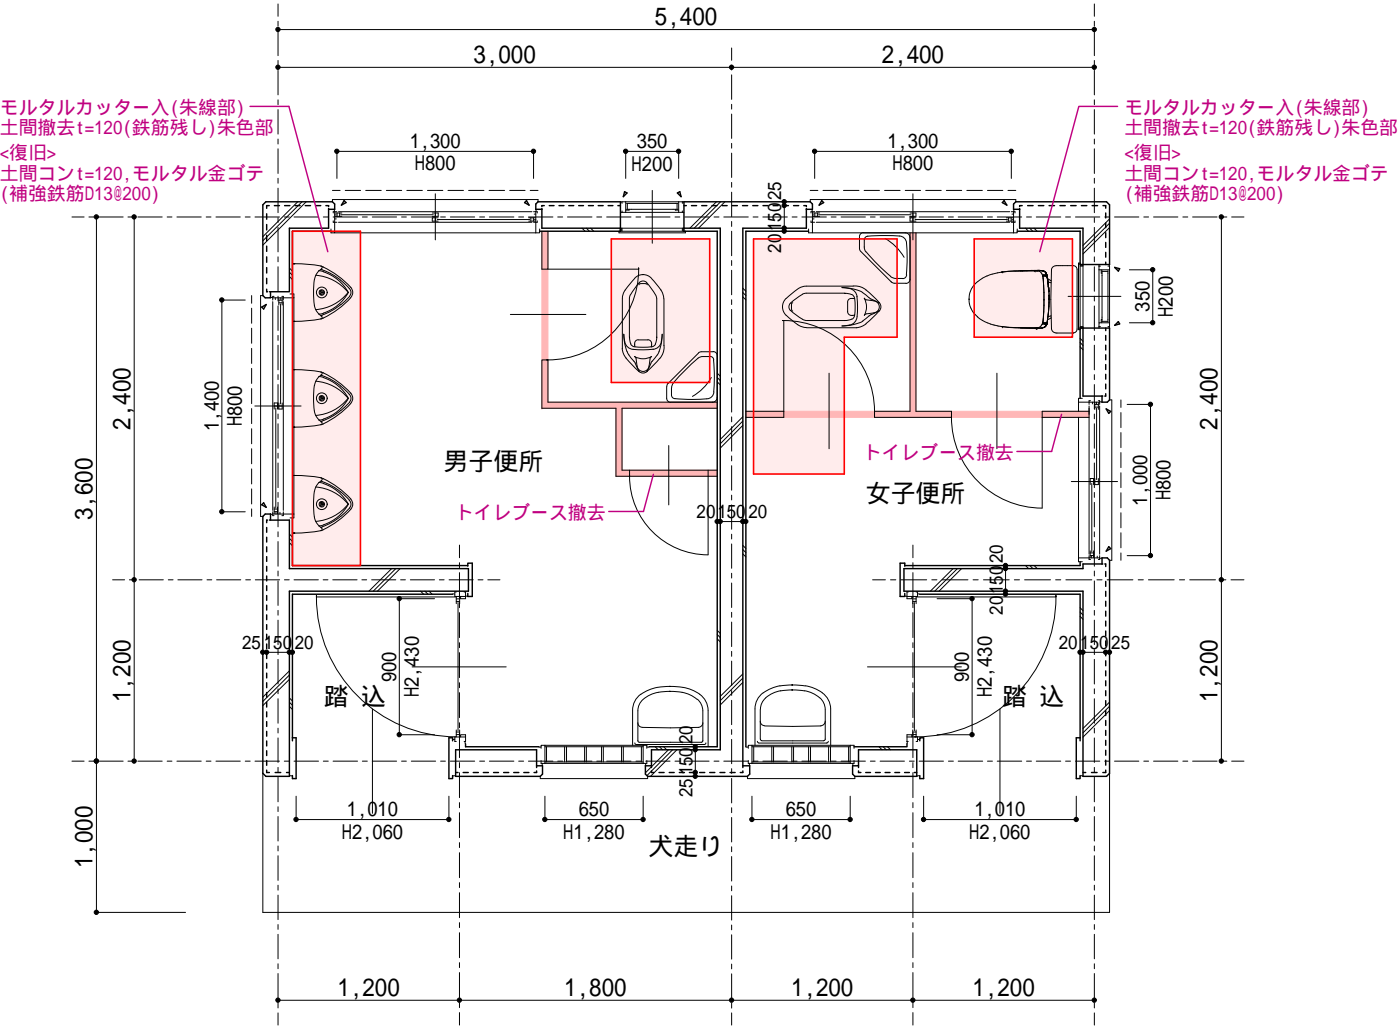 5,400
3,000
2,400
モルタルカッター入(朱線部)
土間撤去t=120(鉄筋残し)朱色部
<復旧>
土間コンt=120,モルタル金ゴテ
(補強鉄筋D13@200)
モルタルカッター入(朱線部)
土間撤去t=120(鉄筋残し)朱色部
<復旧>
土間コンt=120,モルタル金ゴテ
(補強鉄筋D13@200)
1,300
H800
350
H200
1,300
H800
20 150 25
350
H200
2,400
1,400
H800
2,400
3,600
男子便所
トイレブース撤去
トイレブース撤去
女子便所
1,000
H800
20 150 20
20 150 20
25 150 20
20 150 25
1,200
900
H2,430
900
H2,430
1,200
踏 込
踏 込
25 150 20
1,000
1,010
H2,060
650
H1,280
650
H1,280
1,010
H2,060
犬走り
1,200
1,800
1,200
1,200